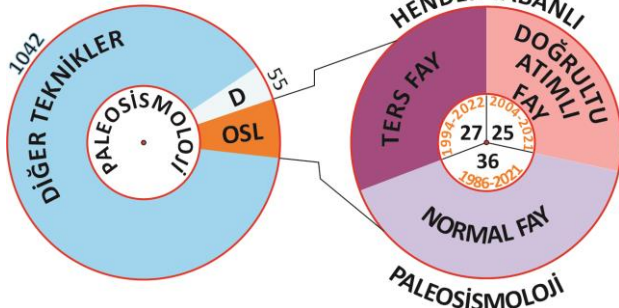 1042
DİĞER TEKNİKLER
PALEOSİSMOLOJİ
D
55
OSL
TERS FAY
DOĞRULTU
ATIMLI
FAY
1994-2022
2004-2021
27
25
36
1986-2021
NORMAL FAY
PALEOSİSMOLOJİ